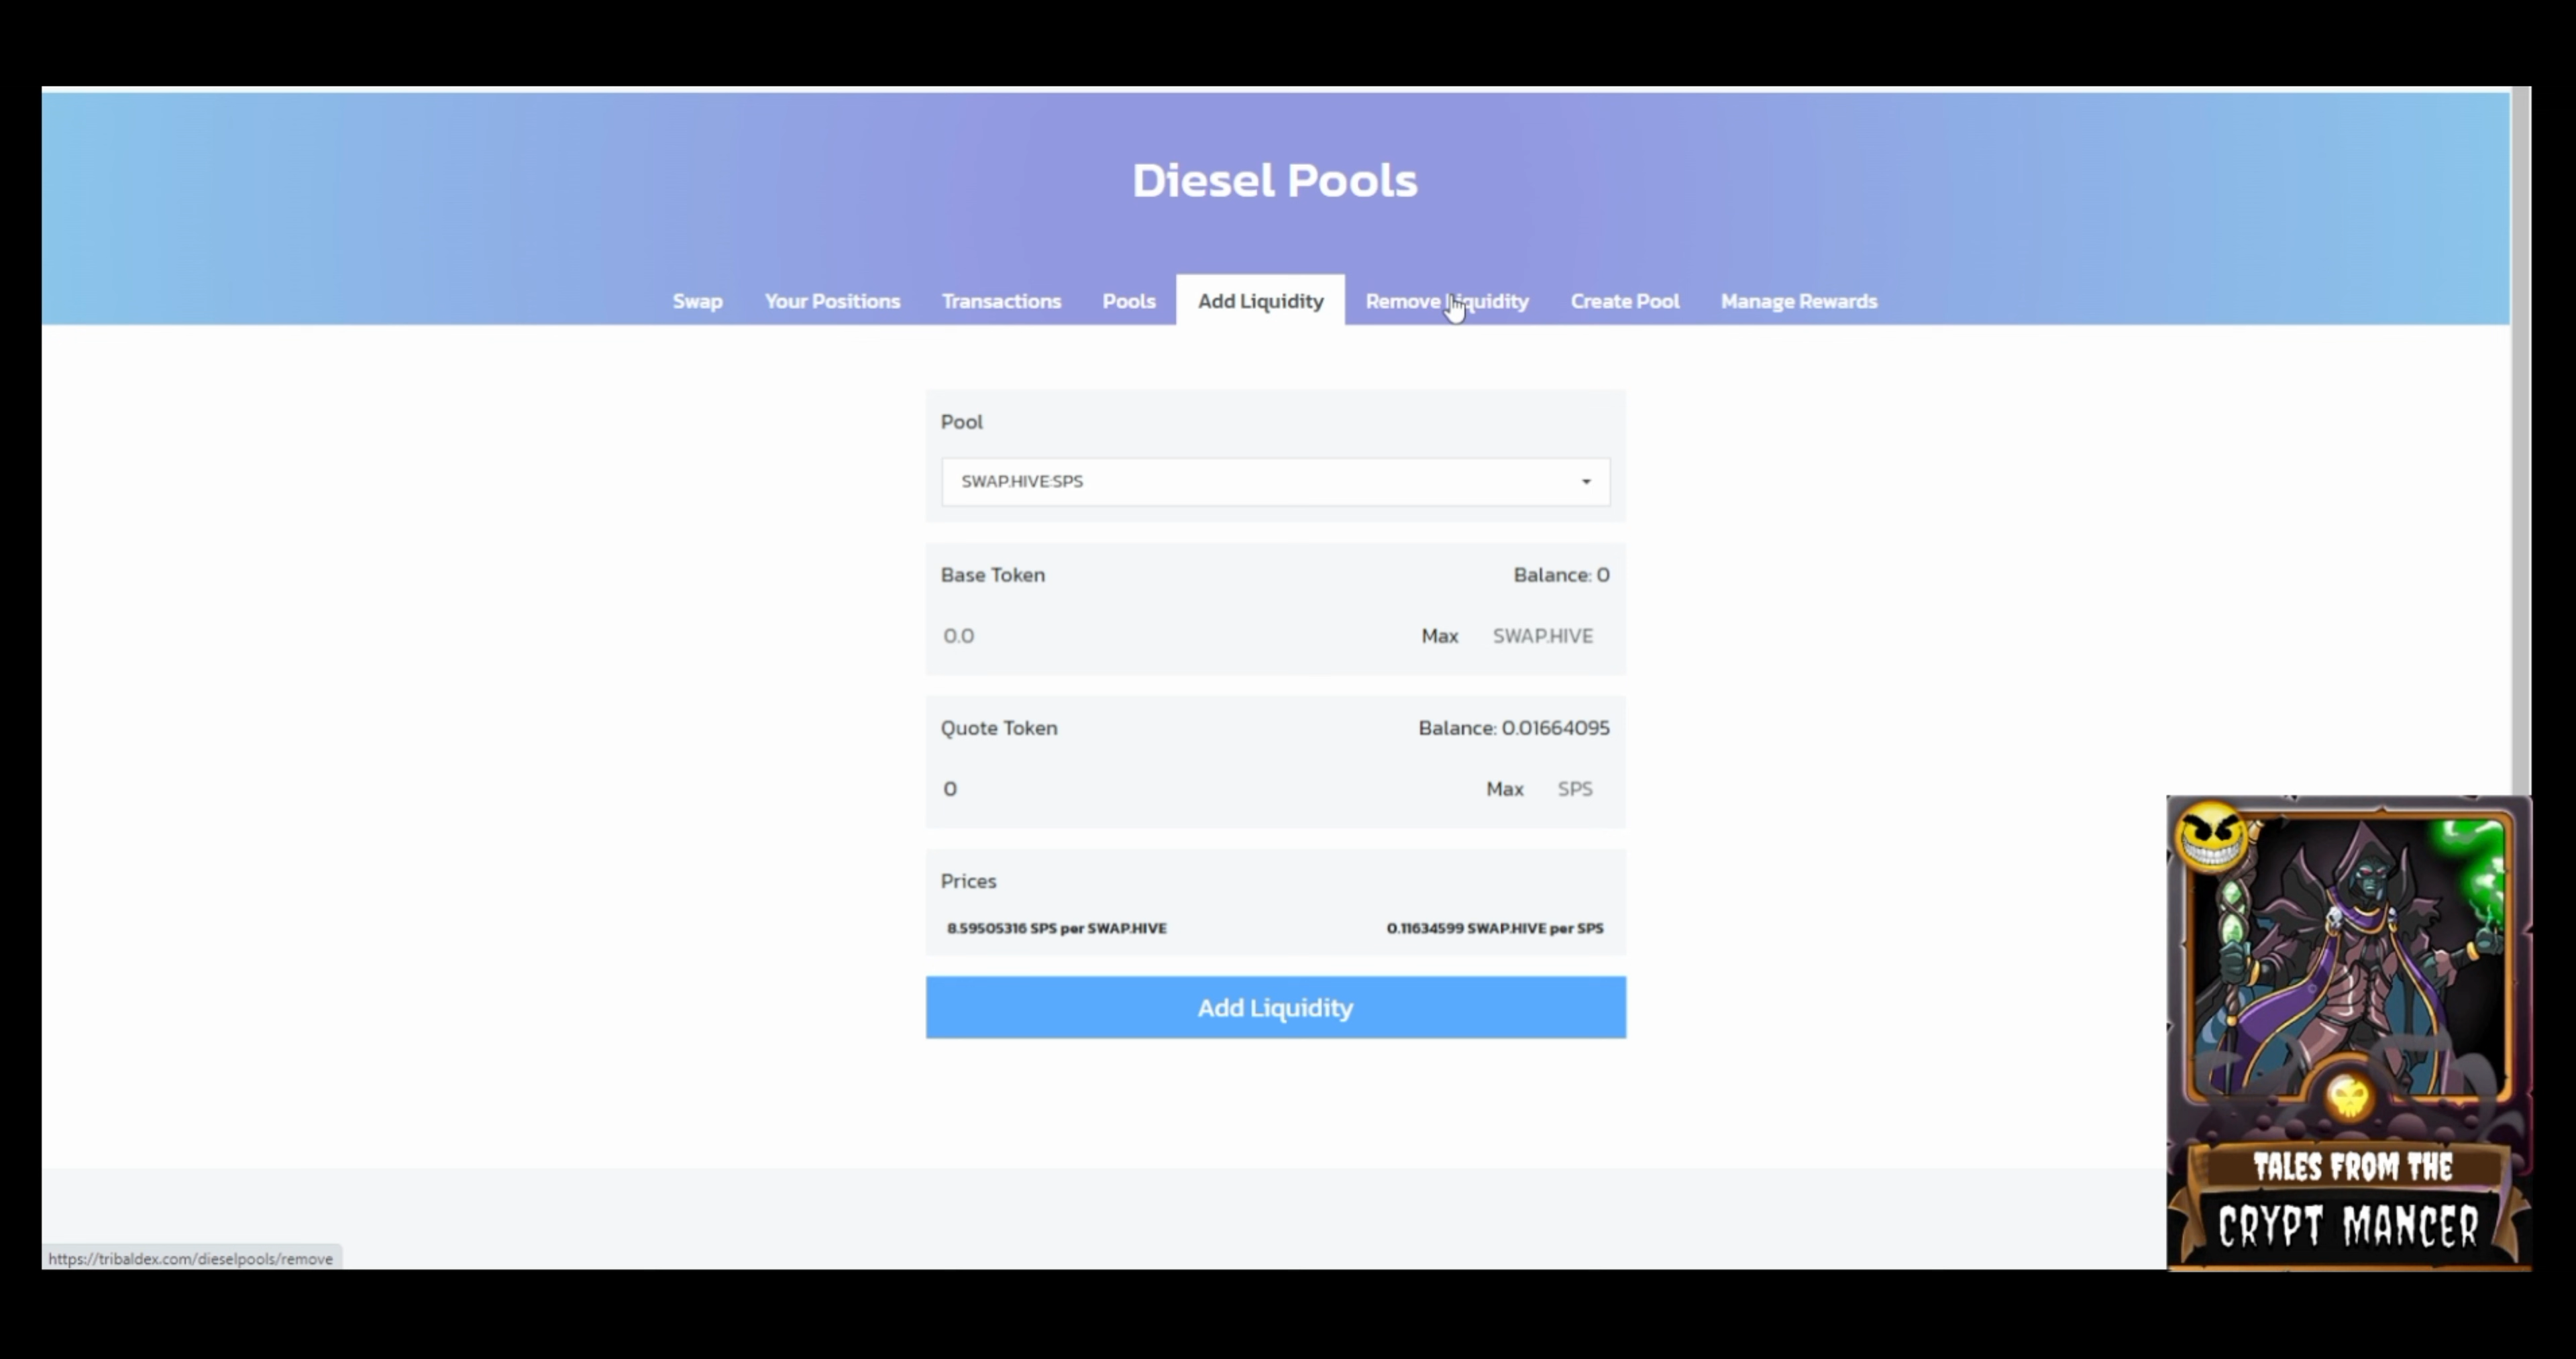 Diesel Pools
Swap Your Positions Transactions Pools Add Liquidity Remove Liquidity Create Pool Manage Rewards
Pool
SWAP.HIVE:SPS
Base Token Balance: 0
0.0 Max SWAP.HIVE
Quote Token Balance: 0.01664095
0 Max SPS
Prices
8.59505316 SPS per SWAP.HIVE 0.11634599 SWAP.HIVE per SPS
Add Liquidity
TALES FROM THE
CRYPT MANCER
https://tribaldex.com/dieselpools/remove